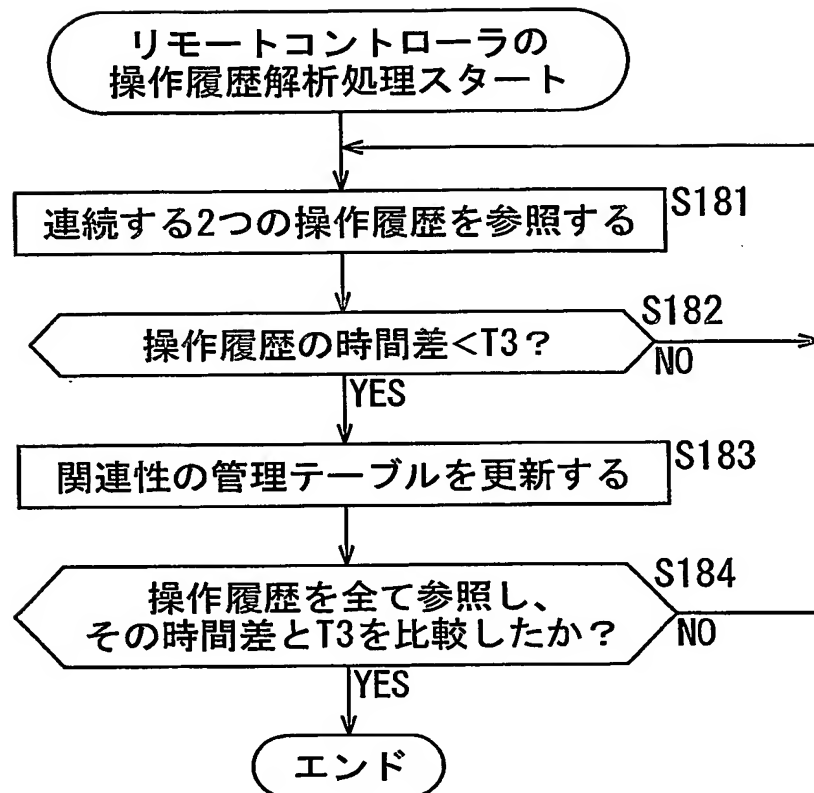 リモートコントローラの
操作履歴解析処理スタート
S181
連続する2つの操作履歴を参照する
S182
操作履歴の時間差<T3?
NO
YES
S183
関連性の管理テーブルを更新する
S184
操作履歴を全て参照し、
その時間差とT3を比較したか?
NO
YES
エンド